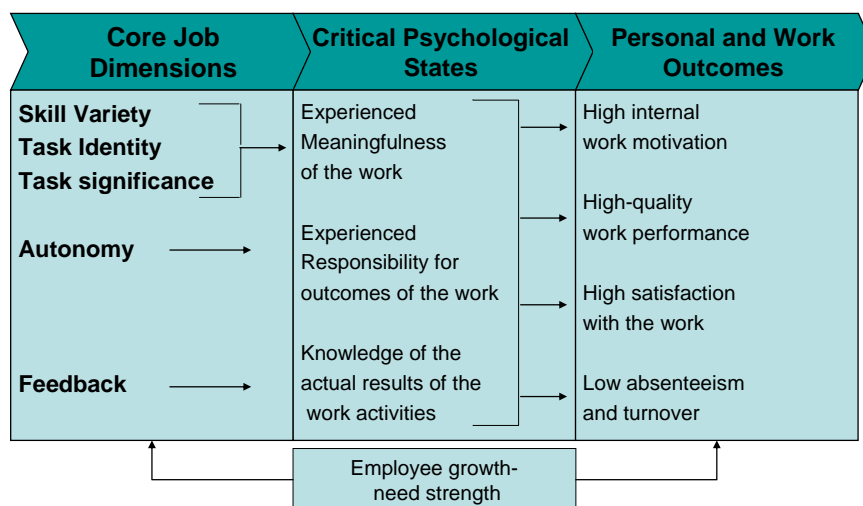 Core Job
Dimensions
Critical Psychological
States
Personal and Work
Outcomes
Skill Variety
Task Identity
Task significance
Autonomy
Feedback
Experienced
Meaningfulness
of the work
Experienced
Responsibility for
outcomes of the work
Knowledge of the
actual results of the
work activities
High internal
work motivation
High-quality
work performance
High satisfaction
with the work
Low absenteeism
and turnover
Employee growth-
need strength